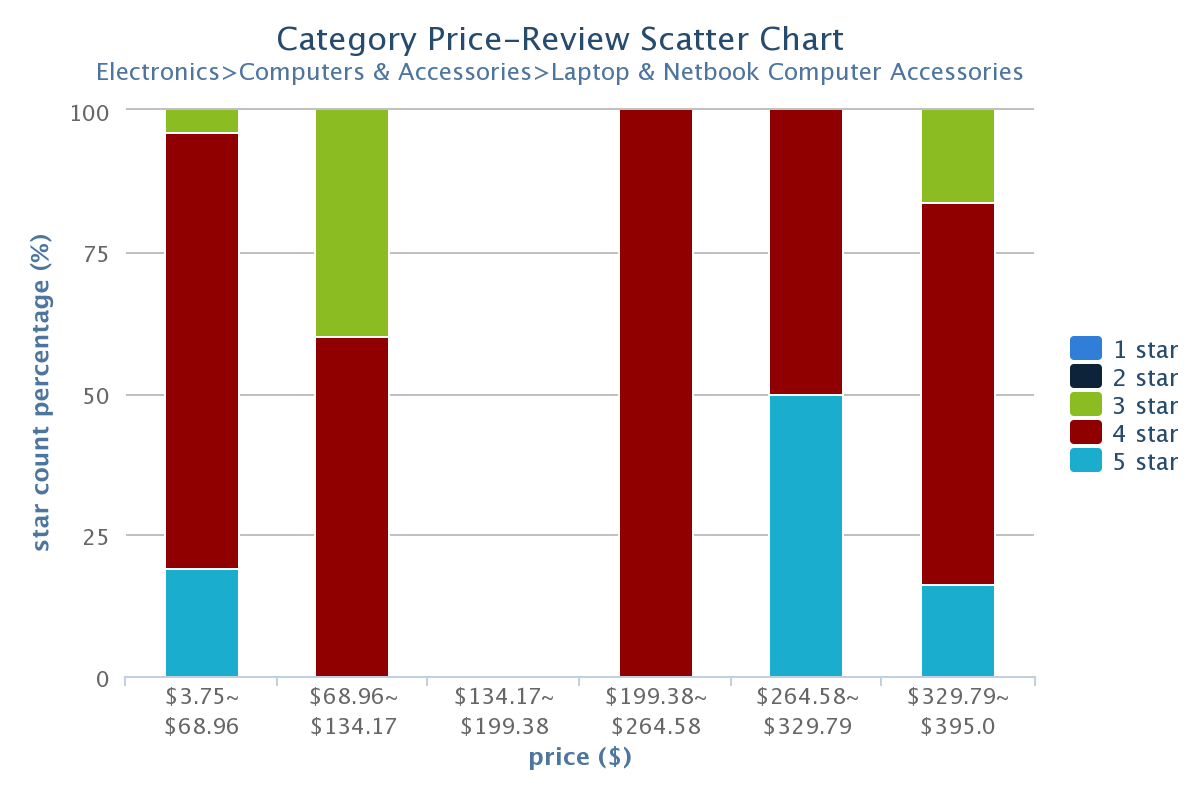 Category Price-Review Scatter Chart
Electronics>Computers & Accessories>Laptop & Netbook Computer Accessories
100
75
50
25
0
star count percentage (%)
$3.75~
$68.96
$68.96~
$134.17
$134.17~
$199.38
$199.38~
$264.58
$264.58~
$329.79
$329.79~
$395.0
price ($)
1 star
2 star
3 star
4 star
5 star